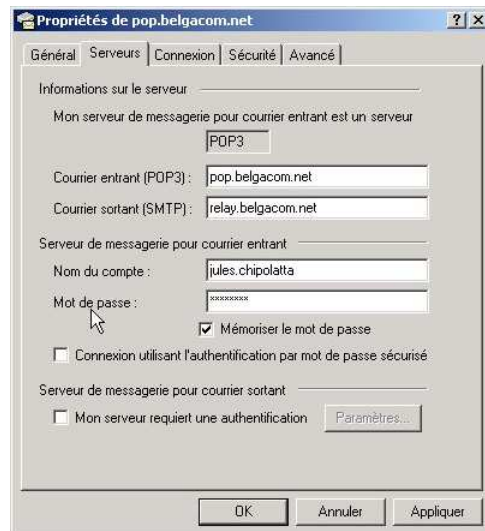 Propriétés de pop.belgacom.net
Général Serveurs Connexion Sécurité Avancé
Informations sur le serveur
Mon serveur de messagerie pour courrier entrant est un serveur
POP3
Courrier entrant (POP3) : pop.belgacom.net
Courrier sortant (SMTP) : relay.belgacom.net
Serveur de messagerie pour courrier entrant
Nom du compte : jules.chipolatta
Mot de passe : xxxxxxxx
Mémoriser le mot de passe
Connexion utilisant l'authentification par mot de passe sécurisé
Serveur de messagerie pour courrier sortant
Mon serveur requiert une authentification Paramètres...
OK Annuler Appliquer